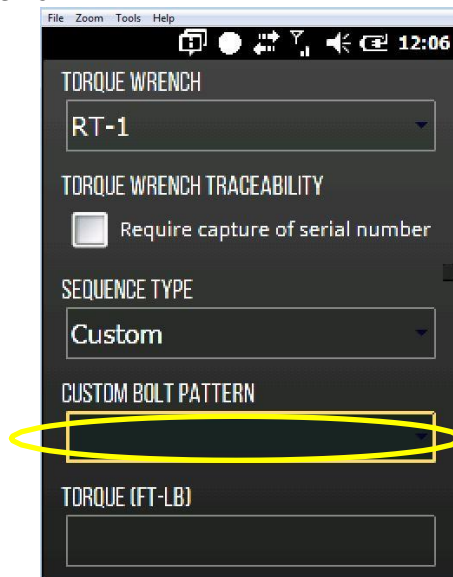 File Zoom Tools Help
12:06
TORQUE WRENCH
RT-1
TORQUE WRENCH TRACEABILITY
Require capture of serial number
SEQUENCE TYPE
Custom
CUSTOM BOLT PATTERN
TORQUE (FT-LB)